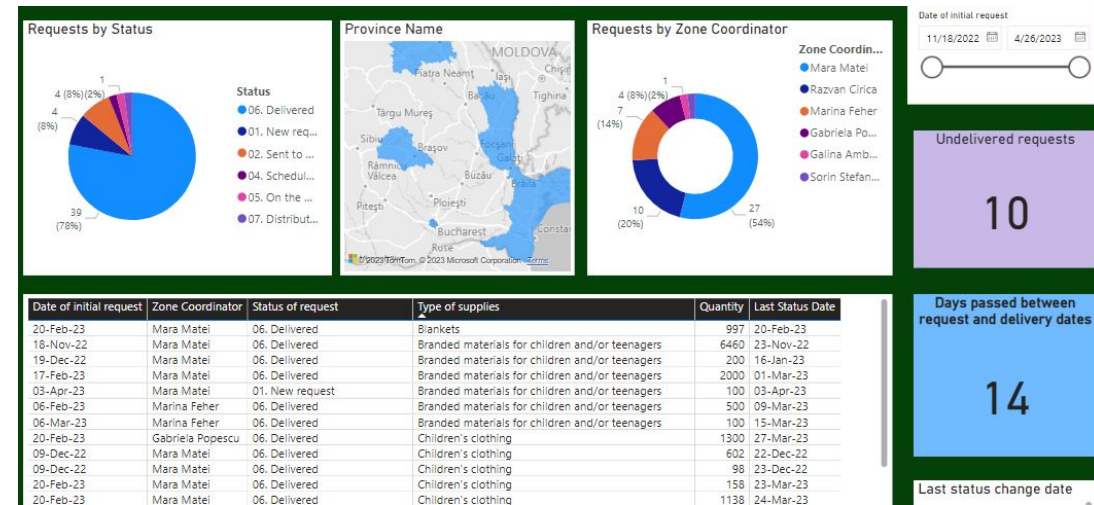 Requests by Status
1
4 (8%)(2%)
4
(8%)
39
(78%)
Status
06. Delivered
01. New req...
02. Sent to ...
04. Schedul...
05. On the ...
07. Distribut...
Province Name
MOLDOVA
Piatra Neamț
Iași
Chiși
Bacău
Tighina
Târgu Mureș
Sibiu
Brașov
Focșani
Galați
Râmnicu
Vâlcea
Buzău
Brăila
Pitești
Ploiești
Bucharest
Constan
Ruse
© 2023 TomTom, © 2023 Microsoft Corporation Terms
Requests by Zone Coordinator
1
4 (8%)(2%)
7
(14%)
10
(20%)
27
(54%)
Zone Coordin...
Mara Matei
Razvan Cirica
Marina Feher
Gabriela Po...
Galina Amb...
Sorin Stefan...
Date of initial request
11/18/2022 4/26/2023
Undelivered requests
10
Days passed between
request and delivery dates
14
Last status change date
Date of initial request Zone Coordinator Status of request Type of supplies Quantity Last Status Date
20-Feb-23 Mara Matei 06. Delivered Blankets 997 20-Feb-23
18-Nov-22 Mara Matei 06. Delivered Branded materials for children and/or teenagers 6460 23-Nov-22
19-Dec-22 Mara Matei 06. Delivered Branded materials for children and/or teenagers 200 16-Jan-23
17-Feb-23 Mara Matei 06. Delivered Branded materials for children and/or teenagers 2000 01-Mar-23
03-Apr-23 Mara Matei 01. New request Branded materials for children and/or teenagers 100 03-Apr-23
06-Feb-23 Marina Feher 06. Delivered Branded materials for children and/or teenagers 500 09-Mar-23
06-Mar-23 Marina Feher 06. Delivered Branded materials for children and/or teenagers 100 15-Mar-23
20-Feb-23 Gabriela Popescu 06. Delivered Children's clothing 1300 27-Mar-23
09-Dec-22 Mara Matei 06. Delivered Children's clothing 602 22-Dec-22
09-Dec-22 Mara Matei 06. Delivered Children's clothing 98 23-Dec-22
20-Feb-23 Mara Matei 06. Delivered Children's clothing 158 23-Mar-23
20-Feb-23 Mara Matei 06. Delivered Children's clothing 1138 24-Mar-23